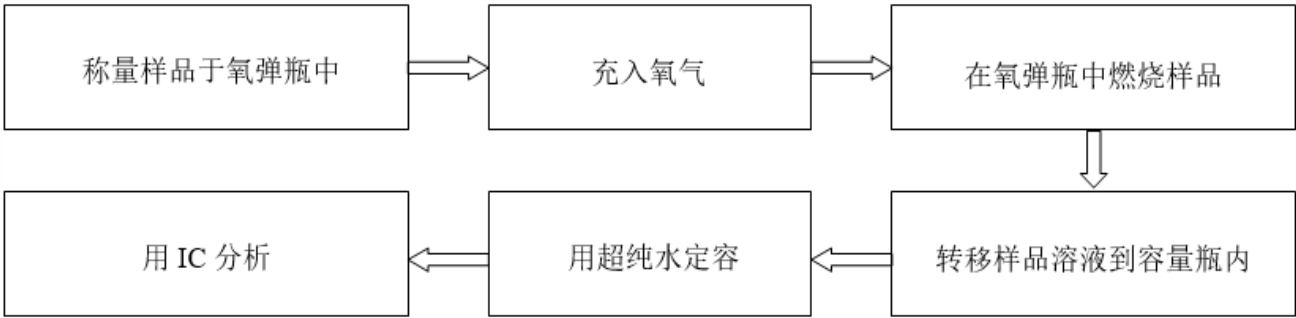 称量样品于氧弹瓶中
充入氧气
在氧弹瓶中燃烧样品
转移样品溶液到容量瓶内
用超纯水定容
用 IC 分析